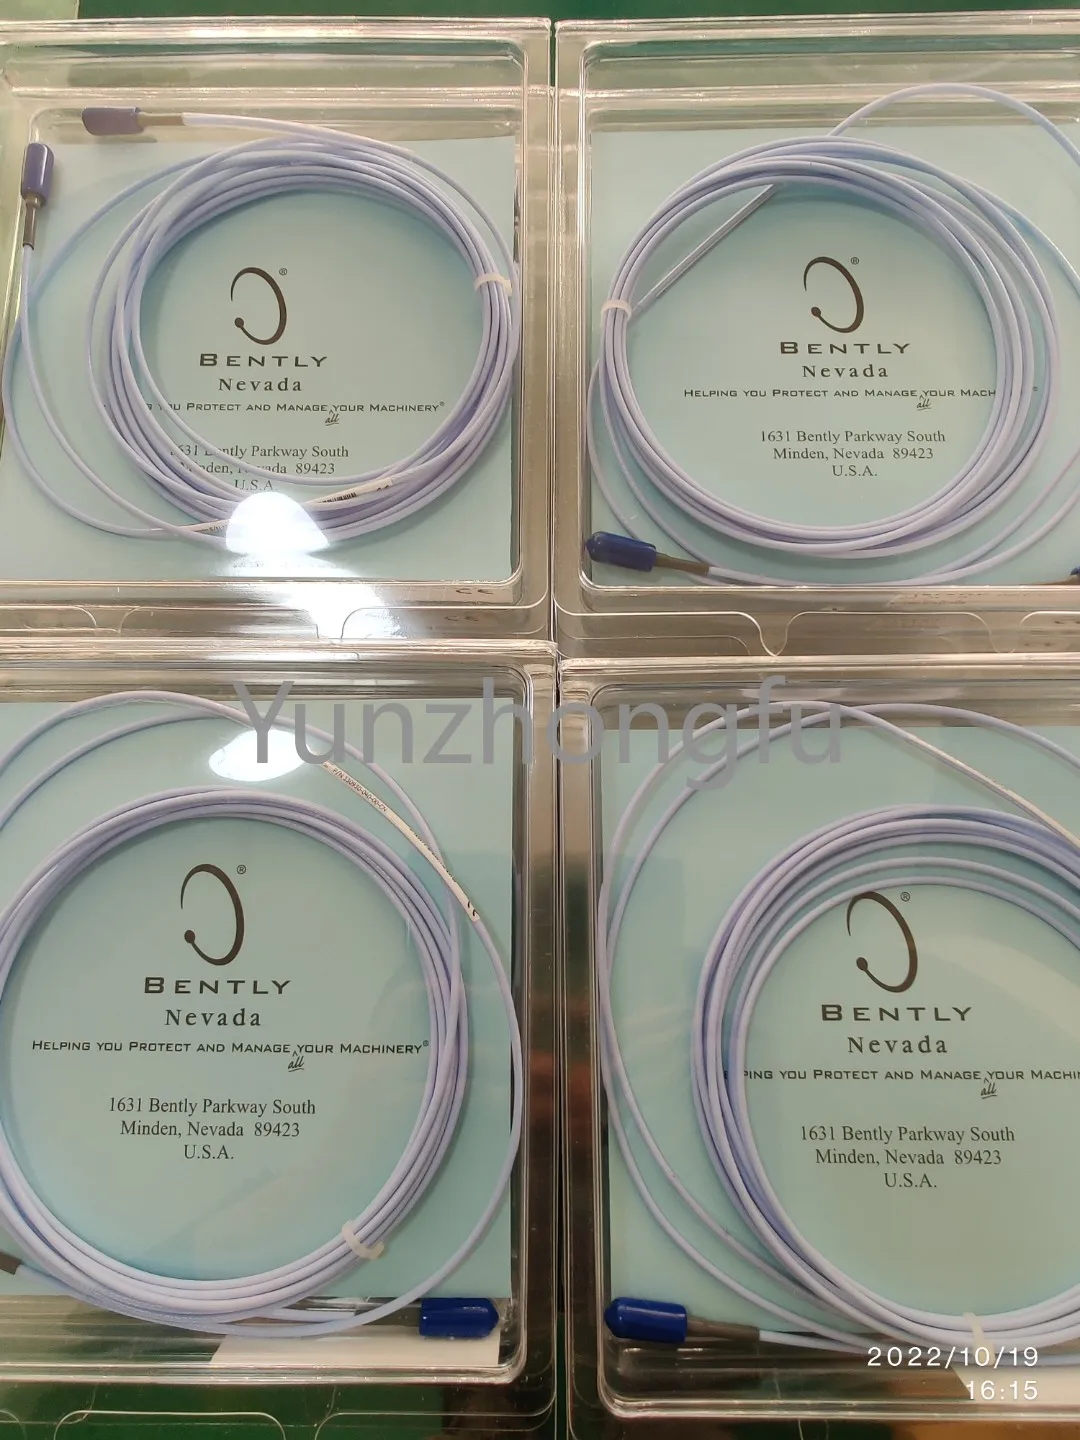 ®
BENTLY
Nevada
YOU PROTECT AND MANAGE YOUR MACHINERY®
all
1631 Bently Parkway South
Minden, Nevada 89423
U.S.A.
®
BENTLY
Nevada
HELPING YOU PROTECT AND MANAGE YOUR MACH
all
1631 Bently Parkway South
Minden, Nevada 89423
U.S.A.
Yunzhongfu
®
BENTLY
Nevada
HELPING YOU PROTECT AND MANAGE YOUR MACHINERY®
all
1631 Bently Parkway South
Minden, Nevada 89423
U.S.A.
®
BENTLY
Nevada
PING YOU PROTECT AND MANAGE YOUR MACHIN
all
1631 Bently Parkway South
Minden, Nevada 89423
U.S.A.
2022/10/19
16:15